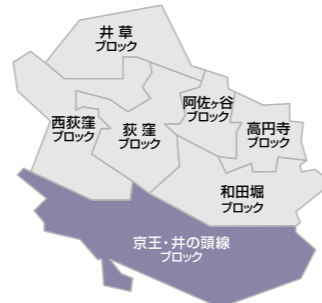 井草
ブロック
阿佐ヶ谷
ブロック
西荻窪
ブロック
荻窪
ブロック
高円寺
ブロック
和田堀
ブロック
京王・井の頭線
ブロック